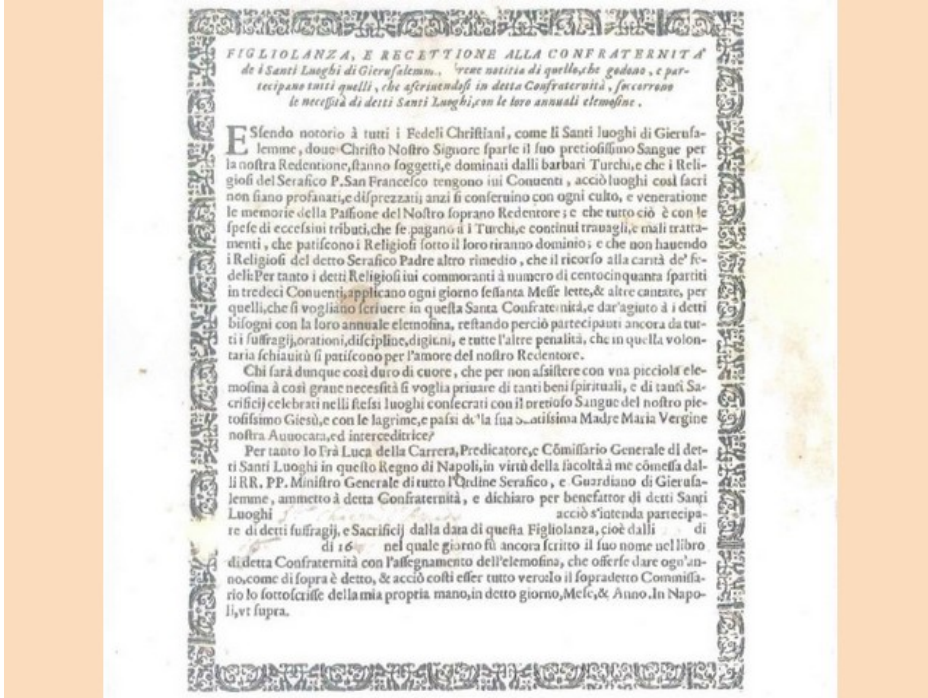 FIGLIOLANZA, E RECETTIONE ALLA CONFRATERNITA'
de i Santi Luoghi di Gierusalemme, breue notitia di quello, che godono, e par-
tecipano tutti quelli, che ascriuendosi in detta Confraternità, soccorrono
le necessità di detti Santi Luoghi, con le loro annuali elemosine.
ESsendo notorio à tutti i Fedeli Christiani, come li Santi luoghi di Gierusa-
lemme, doue Christo Nostro Signore sparse il suo pretiosissimo Sangue per
la nostra Redentione, stanno soggetti, e dominati dalli barbari Turchi, e che i Reli-
giosi del Serafico P. San Francesco tengono iui Conuenti, acciò luoghi così sacri
non siano profanati, e disprezzati; anzi si conseruino con ogni culto, e veneratione
le memorie della Passione del Nostro soprano Redentore; e che tutto ciò è con le
spese di eccessiui tributi, che se pagano à i Turchi, e continui trauagli, e mali tratta-
menti, che patiscono i Religiosi sotto il loro tiranno dominio; e che non hauendo
i Religiosi del detto Serafico Padre altro rimedio, che il ricorso alla carità de' fe-
deli: Per tanto i detti Religiosi iui commoranti à numero di centocinquanta spartiti
in tredeci Conuenti, applicano ogni giorno sessanta Messe lette, & altre cantate, per
quelli, che si vogliano scriuere in questa Santa Confraternità, e dar'agiuto à i detti
bisogni con la loro annuale elemosina, restando perciò partecipanti ancora da tut-
ti i suffragij, orationi, discipline, digiuni, e tutte l'altre penalità, che in quella volon-
taria schiauitù si patiscono per l'amore del nostro Redentore.
Chi sarà dunque così duro di cuore, che per non assistere con vna picciola ele-
mosina à così graue necessità si voglia priuare di tanti beni spirituali, e di tanti Sa-
crificij celebrati nelli stessi luoghi consecrati con il pretioso Sangue del nostro pie-
tosissimo Giesù, e con le lagrime, e passi della sua Santissima Madre Maria Vergine
nostra Auuocata, ed interceditrice?
Per tanto Io Frà Luca della Carrera, Predicatore, e Cōmissario Generale di det-
ti Santi Luoghi in questo Regno di Napoli, in virtù della facoltà à me cōmessa dal-
li RR. PP. Ministro Generale di tutto l'Ordine Serafico, e Guardiano di Gierusa-
lemme, ammetto à detta Confraternità, e dichiaro per benefattor di detti Santi
Luoghi acciò s'intenda partecipa-
re di detti suffragij, e Sacrificij dalla data di questa Figliolanza, cioè dalli di
di 16 nel quale giorno fù ancora scritto il suo nome nel libro
di detta Confraternità con l'assegnamento dell'elemosina, che offerse dare ogn'an-
no, come di sopra è detto, & acciò costi esser tutto vero Io il sopradetto Commissa-
rio lo sottoscrisse della mia propria mano, in detto giorno, Mese, & Anno. In Napo-
li, vt supra.